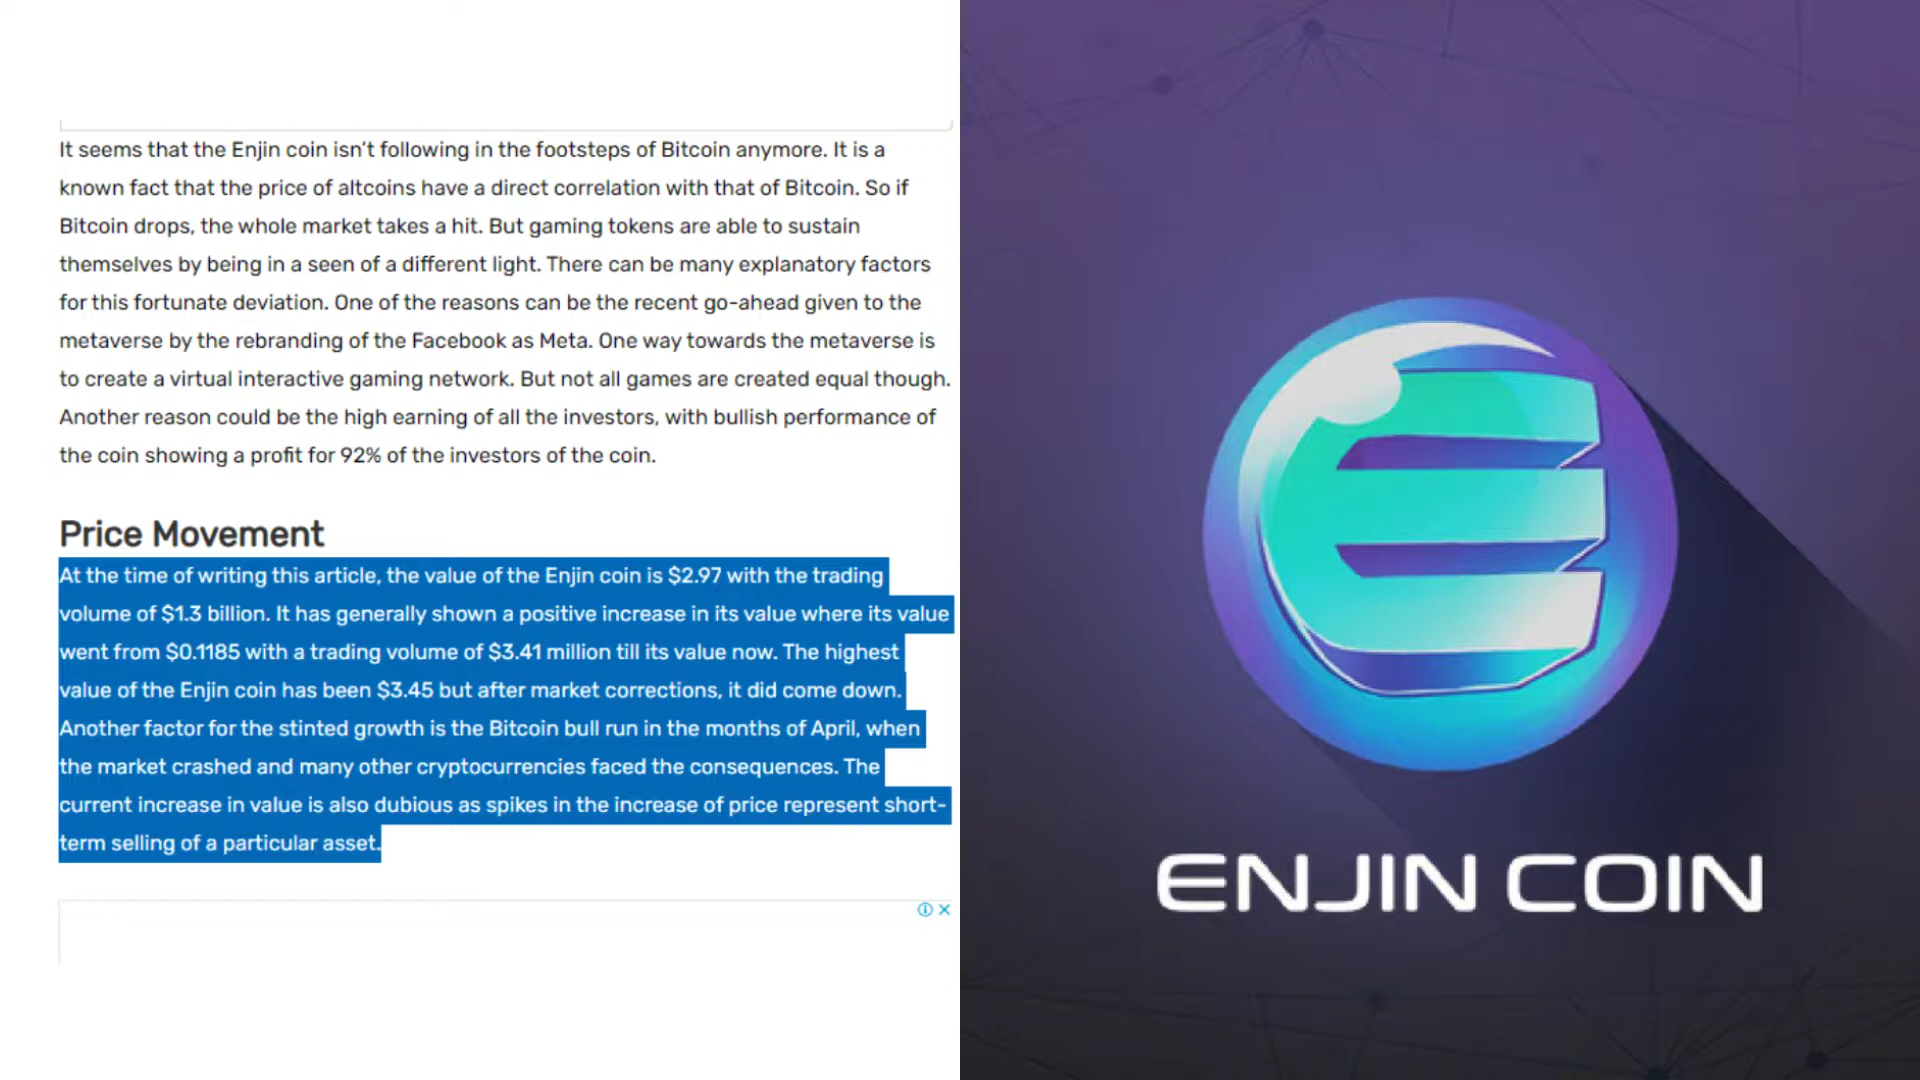 It seems that the Enjin coin isn't following in the footsteps of Bitcoin anymore. It is a
known fact that the price of altcoins have a direct correlation with that of Bitcoin. So if
Bitcoin drops, the whole market takes a hit. But gaming tokens are able to sustain
themselves by being in a seen of a different light. There can be many explanatory factors
for this fortunate deviation. One of the reasons can be the recent go-ahead given to the
metaverse by the rebranding of the Facebook as Meta. One way towards the metaverse is
to create a virtual interactive gaming network. But not all games are created equal though.
Another reason could be the high earning of all the investors, with bullish performance of
the coin showing a profit for 92% of the investors of the coin.
Price Movement
At the time of writing this article, the value of the Enjin coin is $2.97 with the trading
volume of $1.3 billion. It has generally shown a positive increase in its value where its value
went from $0.1185 with a trading volume of $3.41 million till its value now. The highest
value of the Enjin coin has been $3.45 but after market corrections, it did come down.
Another factor for the stinted growth is the Bitcoin bull run in the months of April, when
the market crashed and many other cryptocurrencies faced the consequences. The
current increase in value is also dubious as spikes in the increase of price represent short-
term selling of a particular asset.
ENJIN COIN